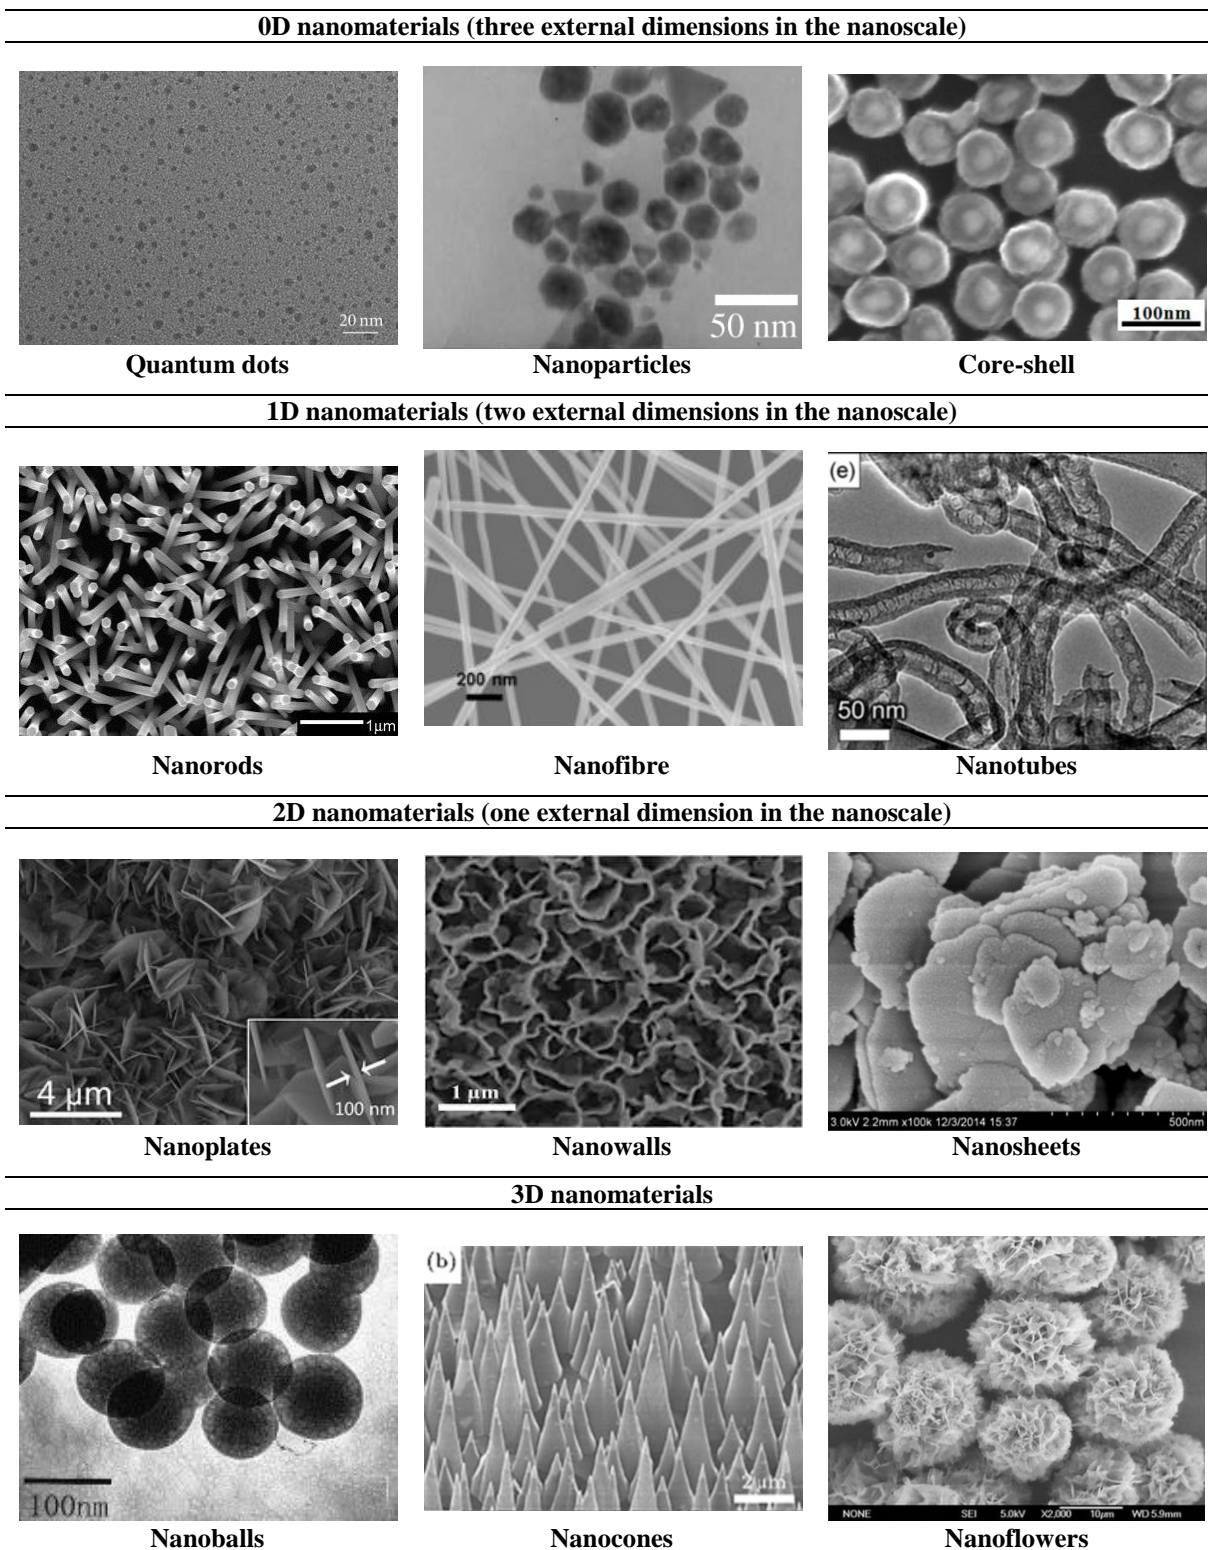 0D nanomaterials (three external dimensions in the nanoscale)
20 nm
50 nm
100nm
Quantum dots
Nanoparticles
Core-shell
1D nanomaterials (two external dimensions in the nanoscale)
1μm
200 nm
(e)
50 nm
Nanorods
Nanofibre
Nanotubes
2D nanomaterials (one external dimension in the nanoscale)
4 μm
100 nm
1 μm
3.0kV 2.2mm x100k 12/3/2014 15:37
500nm
Nanoplates
Nanowalls
Nanosheets
3D nanomaterials
100nm
(b)
2μm
NONE SEI 5.0kV X2,000 10μm WD 5.9mm
Nanoballs
Nanocones
Nanoflowers